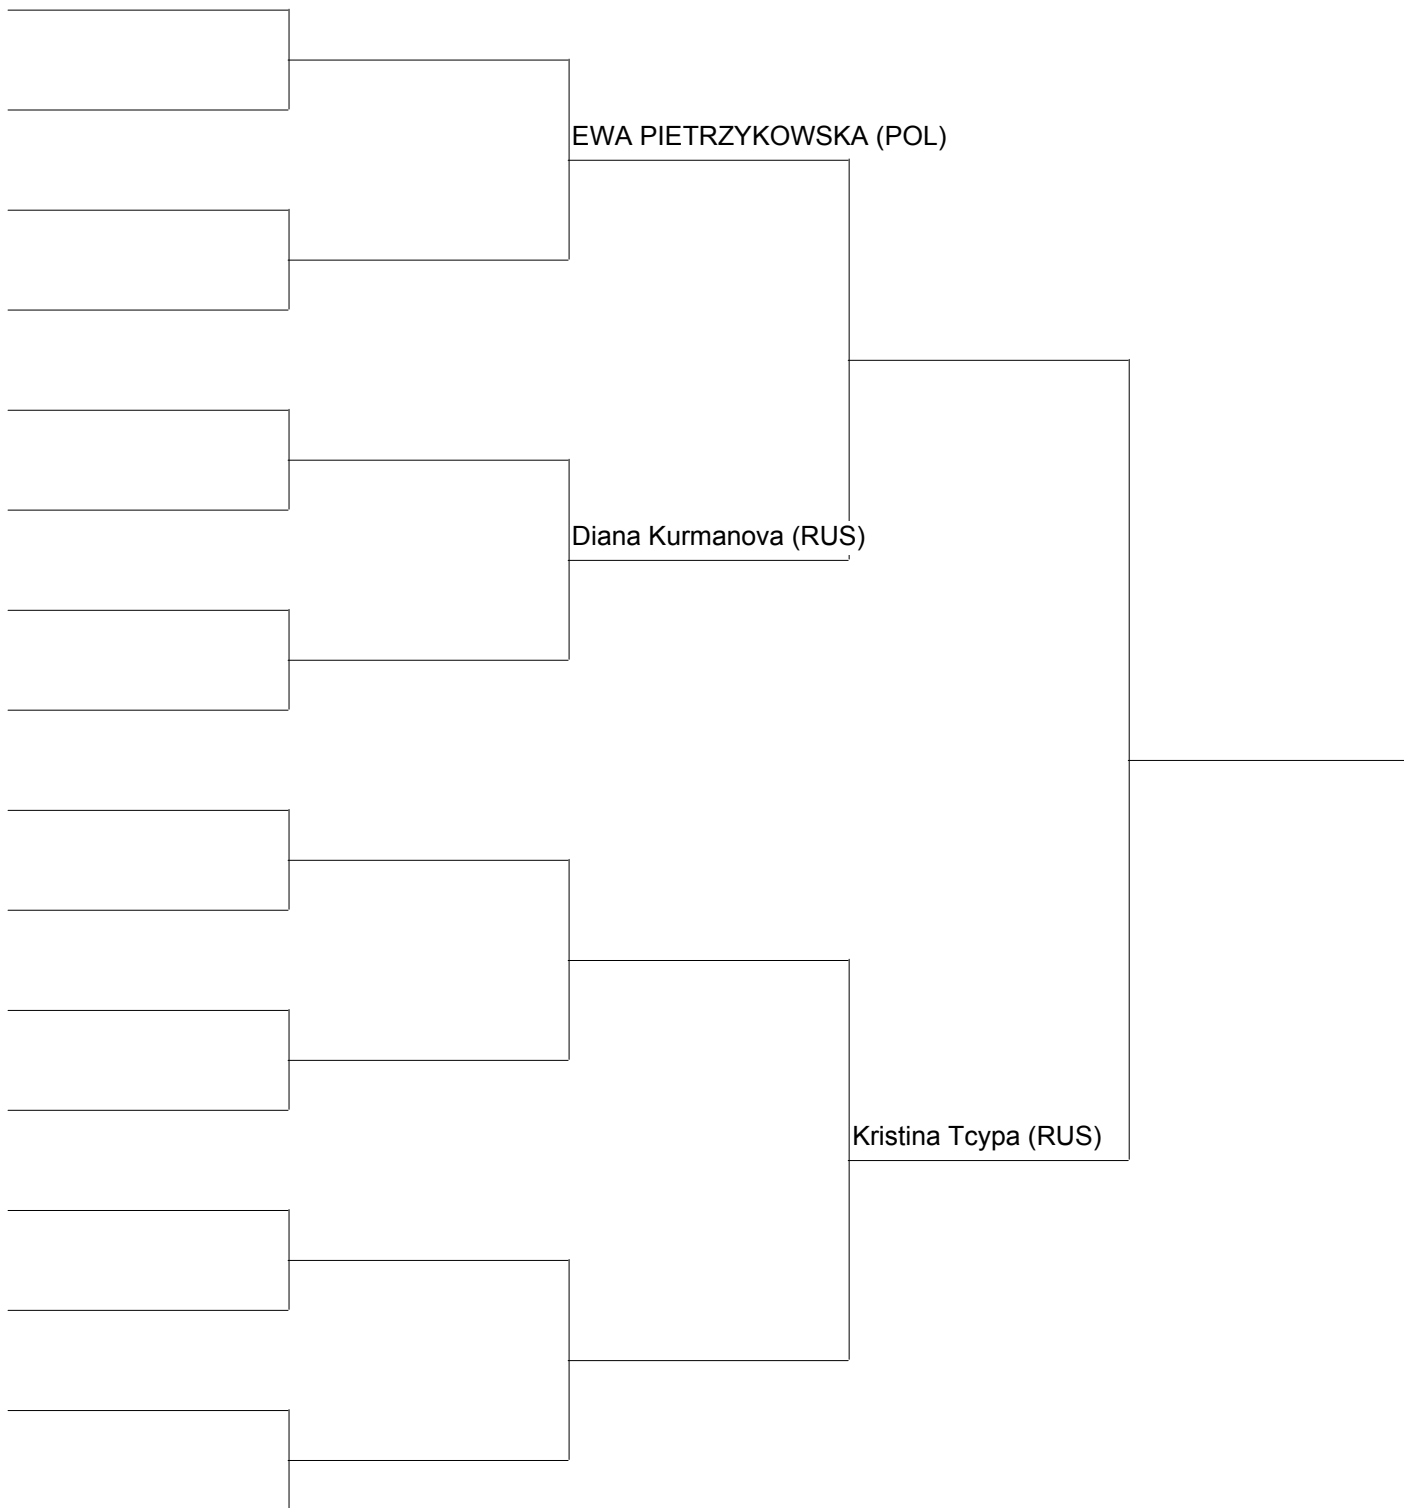 EWA PIETRZYKOWSKA (POL)
Diana Kurmanova (RUS)
Kristina Tcypa (RUS)